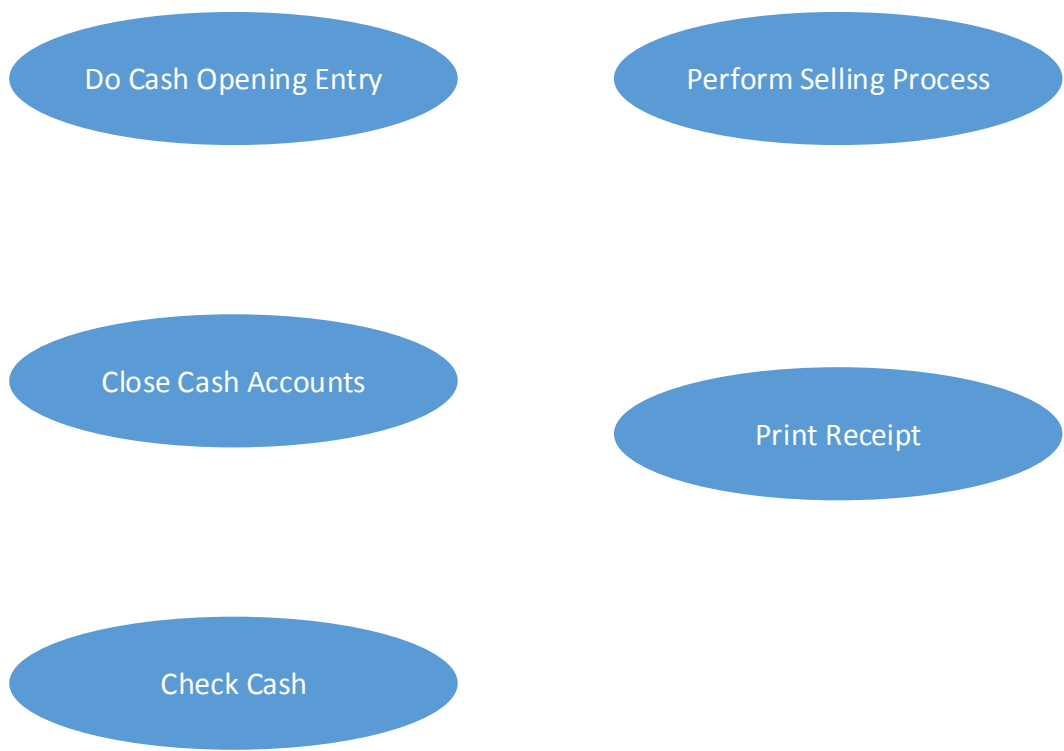 Do Cash Opening Entry
Perform Selling Process
Close Cash Accounts
Print Receipt
Check Cash